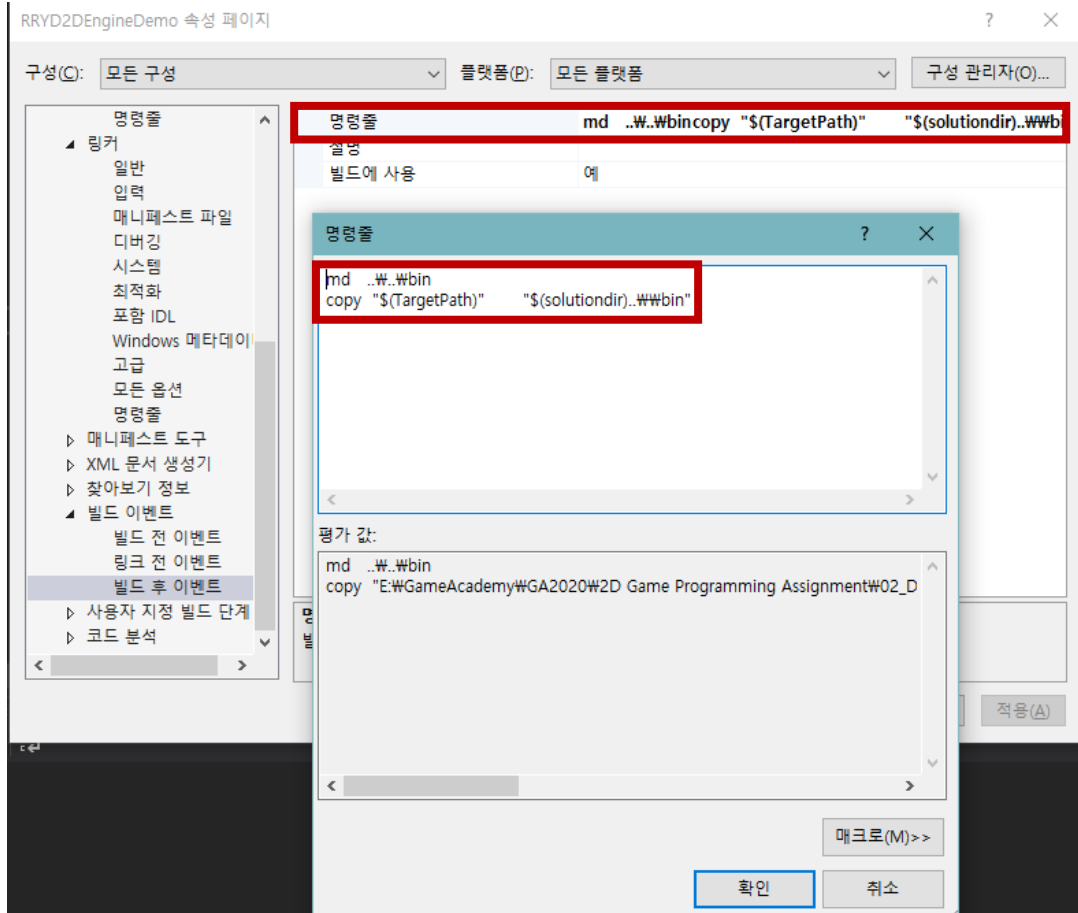 RRYD2DEngineDemo 속성 페이지
구성(C): 모든 구성 플랫폼(P): 모든 플랫폼 구성 관리자(O)...
명령줄
링커
일반
입력
매니페스트 파일
디버깅
시스템
최적화
포함 IDL
Windows 메타데이
고급
모든 옵션
명령줄
매니페스트 도구
XML 문서 생성기
찾아보기 정보
빌드 이벤트
빌드 전 이벤트
링크 전 이벤트
빌드 후 이벤트
사용자 지정 빌드 단계
코드 분석
명령줄 md ..₩..₩bincopy "$(TargetPath)" "$(solutiondir)..₩₩bi
설명
빌드에 사용 예
명령줄
md ..₩..₩bin
copy "$(TargetPath)" "$(solutiondir)..₩₩bin"
평가 값:
md ..₩..₩bin
copy "E:₩GameAcademy₩GA2020₩2D Game Programming Assignment₩02_D
매크로(M)>>
확인 취소
적용(A)